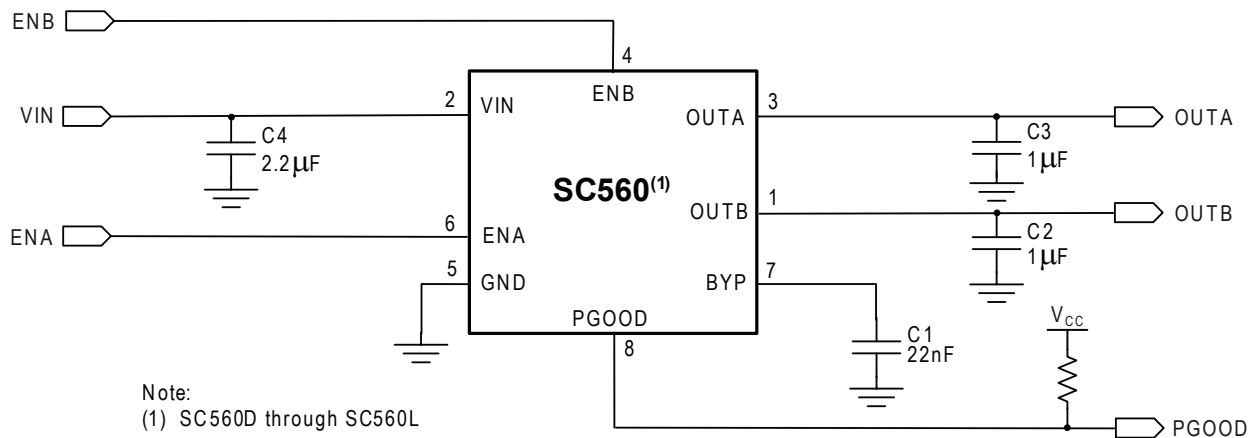 ENB
4
VIN
2
VIN
ENB
OUTA
3
OUTA
C4
2.2μF
C3
1μF
SC560(1)
OUTB
1
OUTB
ENA
6
ENA
C2
1μF
5
GND
BYP
7
PGOOD
8
C1
22nF
VCC
Note:
(1) SC560D through SC560L
PGOOD